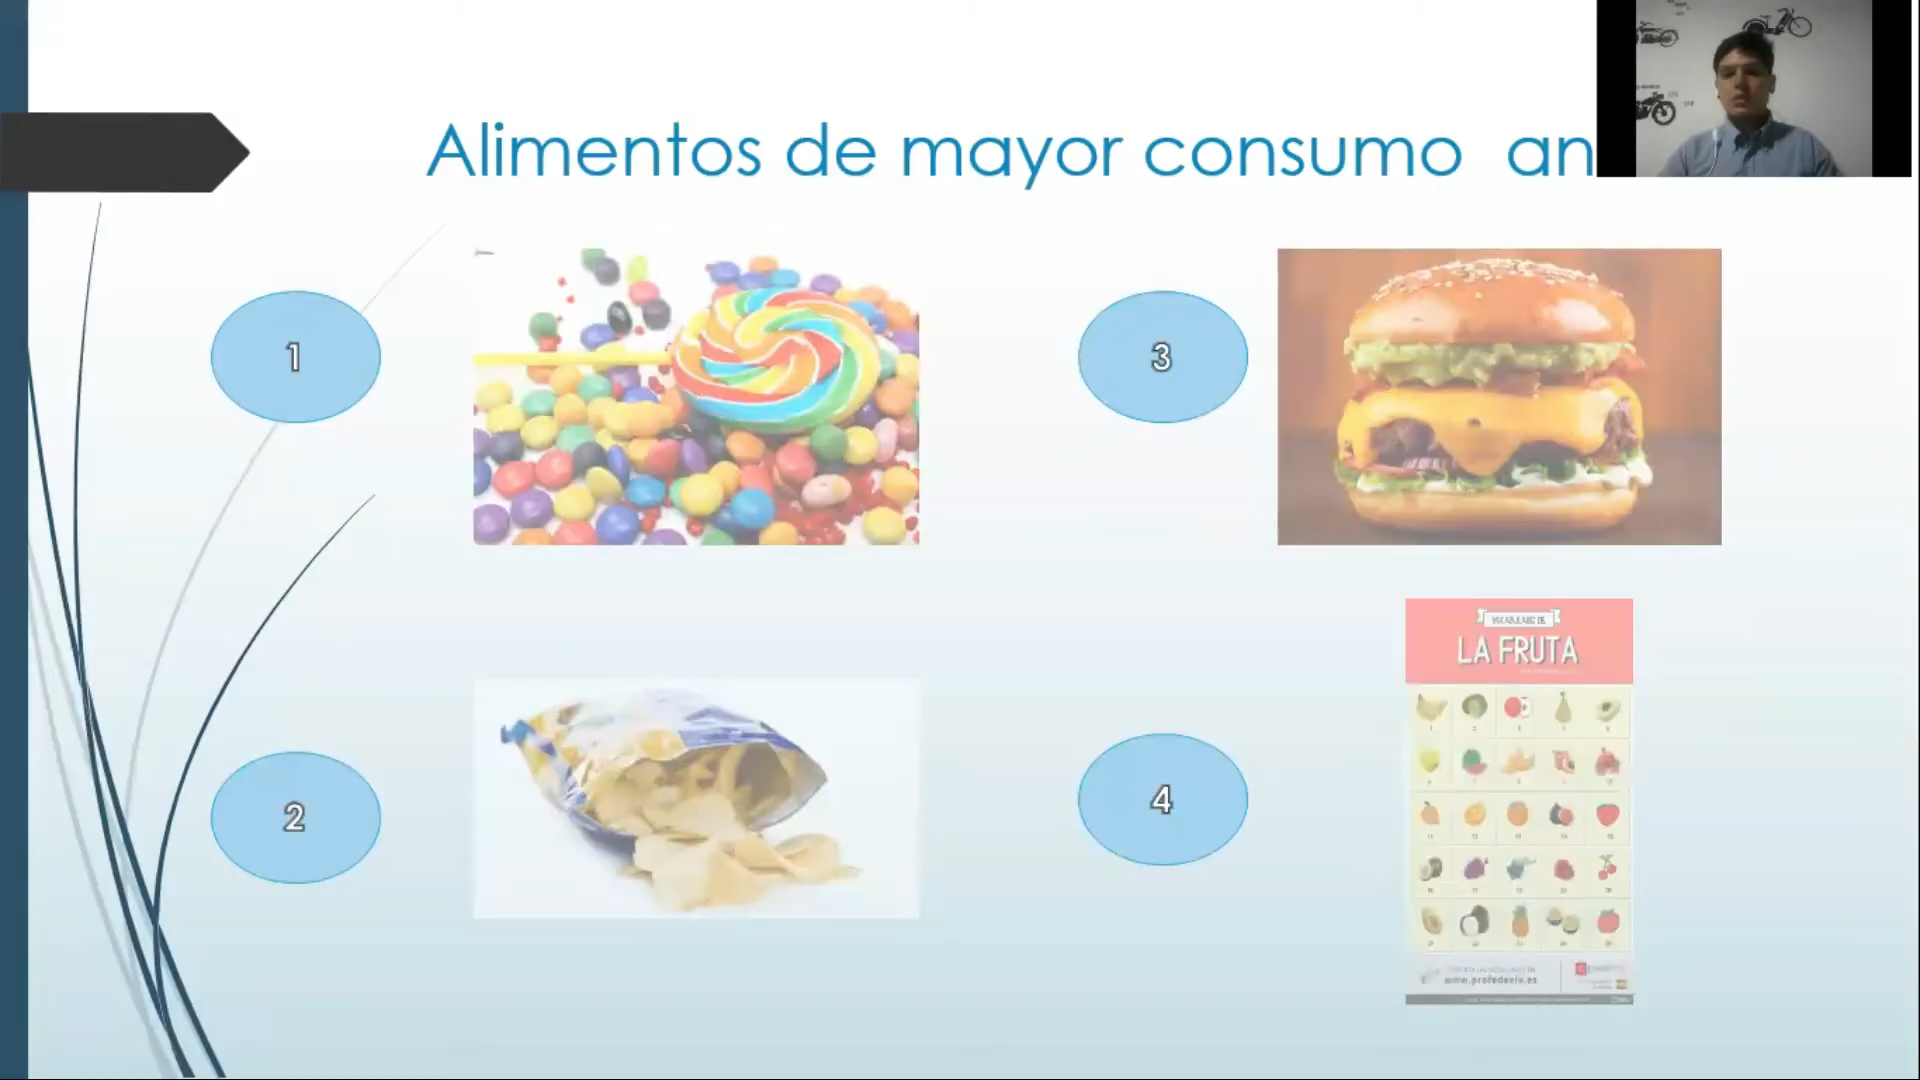 Alimentos de mayor consumo an
1
3
2
4
VOCABULARIO DE
LA FRUTA
www.profedeele.es